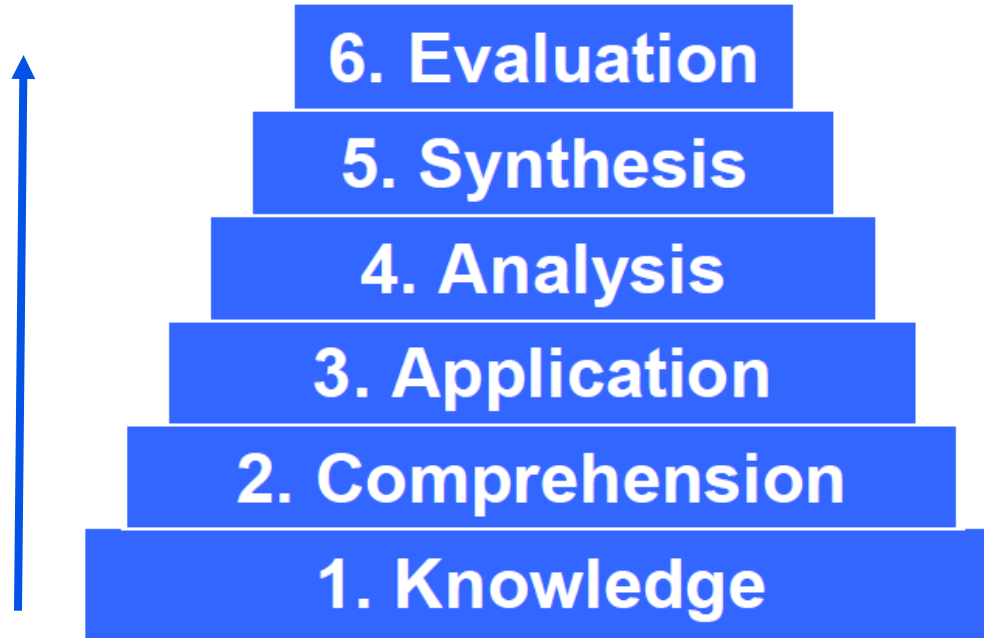 6. Evaluation
5. Synthesis
4. Analysis
3. Application
2. Comprehension
1. Knowledge